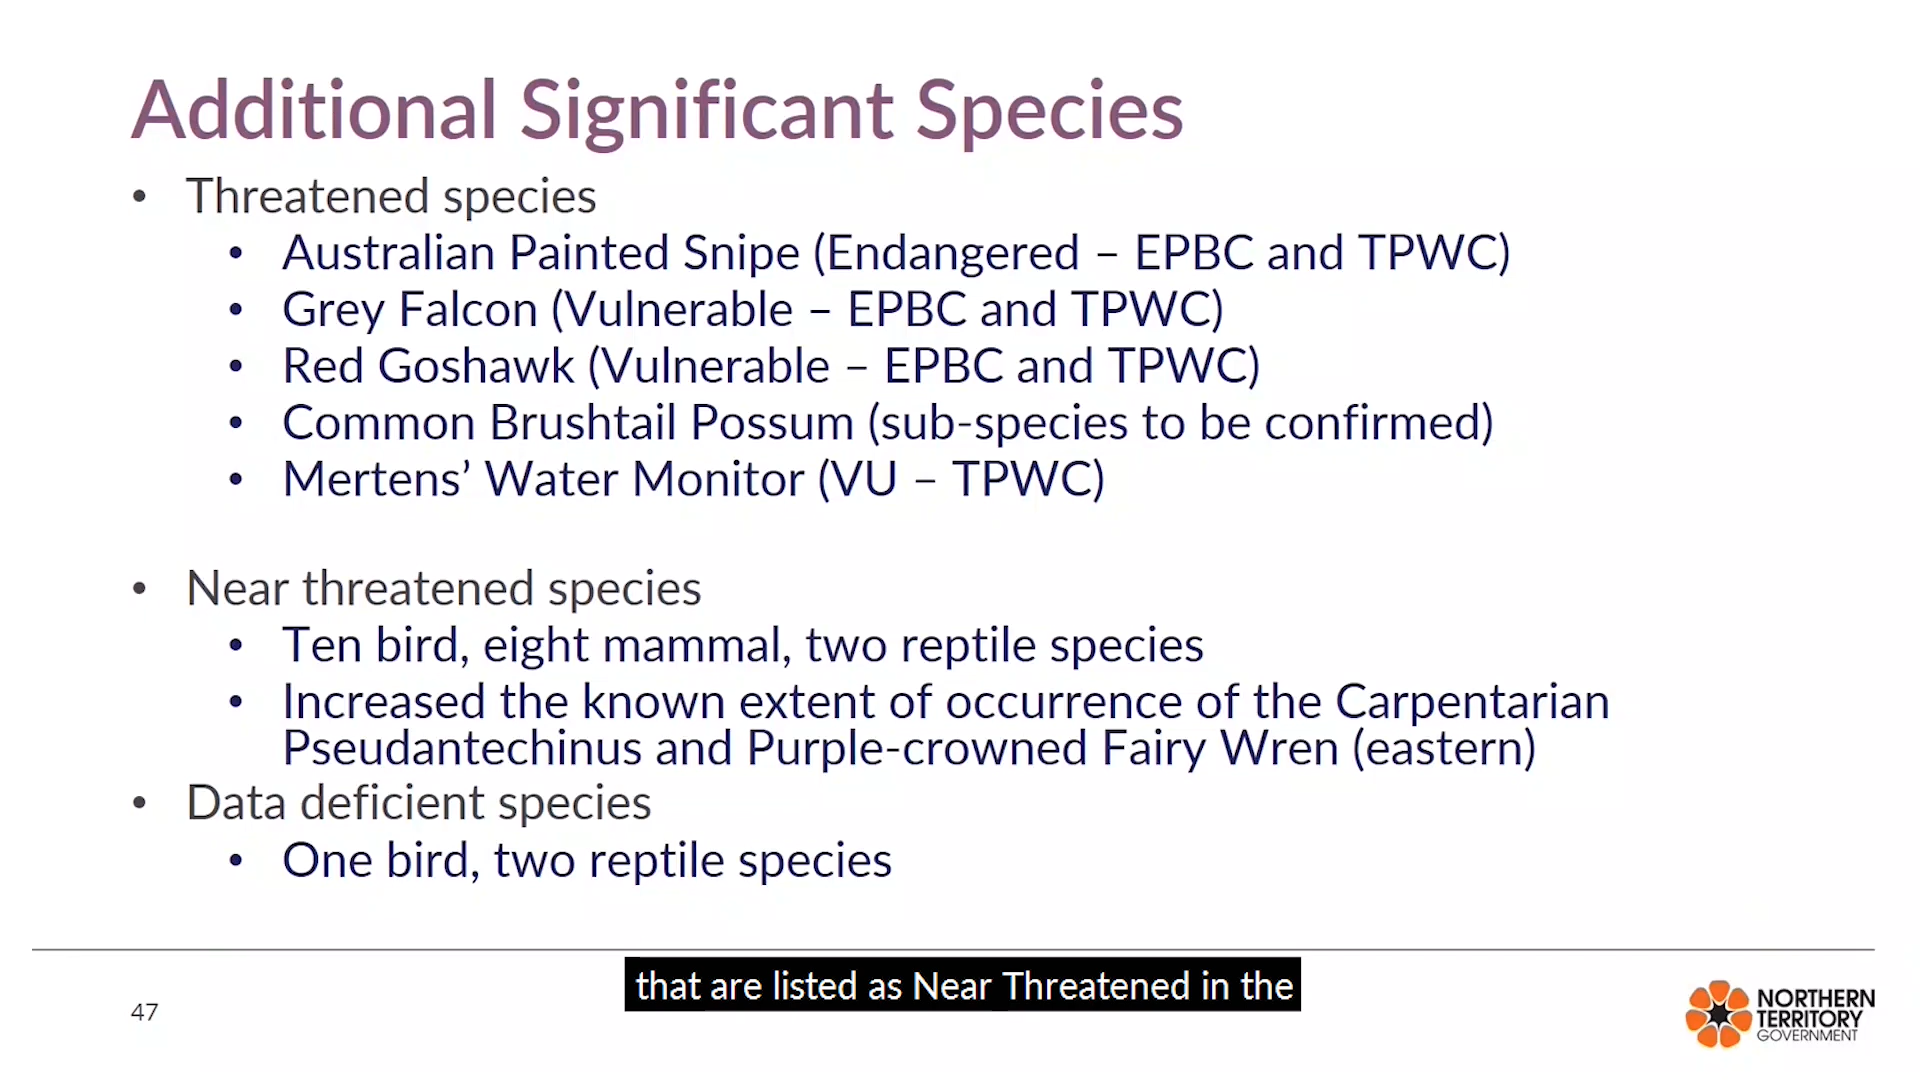 Additional Significant Species
• Threatened species
• Australian Painted Snipe (Endangered – EPBC and TPWC)
• Grey Falcon (Vulnerable – EPBC and TPWC)
• Red Goshawk (Vulnerable – EPBC and TPWC)
• Common Brushtail Possum (sub-species to be confirmed)
• Mertens’ Water Monitor (VU – TPWC)
• Near threatened species
• Ten bird, eight mammal, two reptile species
• Increased the known extent of occurrence of the Carpentarian
Pseudantechinus and Purple-crowned Fairy Wren (eastern)
• Data deficient species
• One bird, two reptile species
that are listed as Near Threatened in the
47
NORTHERN
TERRITORY
GOVERNMENT